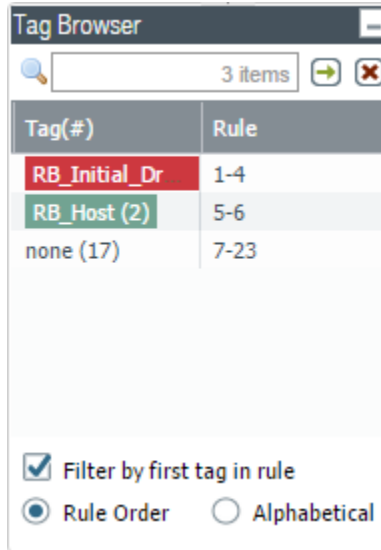 Tag Browser
3 items
Tag(#) Rule
RB_Initial_Dr 1-4
RB_Host (2) 5-6
none (17) 7-23
Filter by first tag in rule
Rule Order Alphabetical